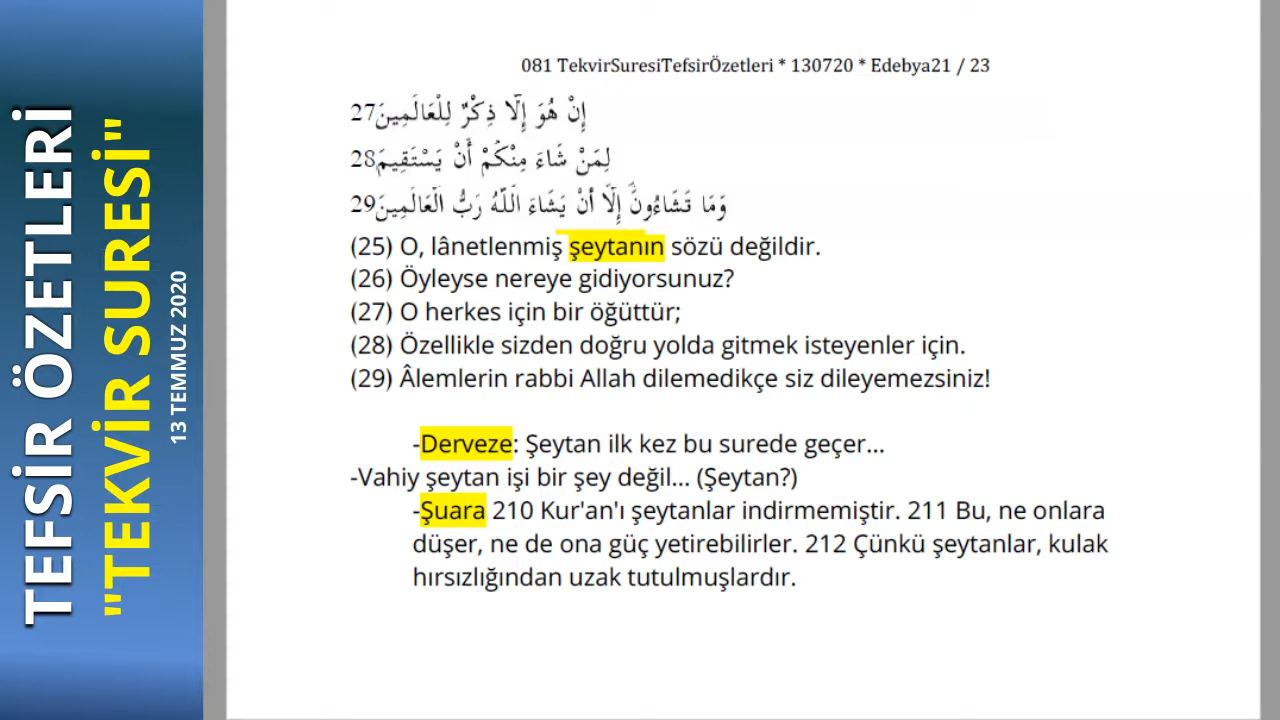 TEFSİR ÖZETLERİ
"TEKVİR SURESİ"
13 TEMMUZ 2020
081 TekvirSuresiTefsirÖzetleri * 130720 * Edebya21 / 23
إِنْ هُوَ إِلَّا ذِكْرٌ لِلْعَالَمِينَ27
لِمَنْ شَاءَ مِنْكُمْ أَنْ يَسْتَقِيمَ28
وَمَا تَشَاءُونَ إِلَّا أَنْ يَشَاءَ اللَّهُ رَبُّ الْعَالَمِينَ29
(25) O, lânetlenmiş şeytanın sözü değildir.
(26) Öyleyse nereye gidiyorsunuz?
(27) O herkes için bir öğüttür;
(28) Özellikle sizden doğru yolda gitmek isteyenler için.
(29) Âlemlerin rabbi Allah dilemedikçe siz dileyemezsiniz!
-Derveze: Şeytan ilk kez bu surede geçer...
-Vahiy şeytan işi bir şey değil... (Şeytan?)
-Şuara 210 Kur'an'ı şeytanlar indirmemiştir. 211 Bu, ne onlara
düşer, ne de ona güç yetirebilirler. 212 Çünkü şeytanlar, kulak
hırsızlığından uzak tutulmuşlardır.